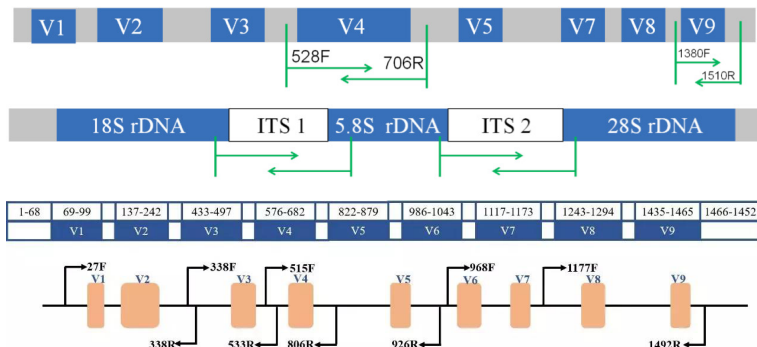 V1 V2 V3 V4 V5 V7 V8 V9
528F 706R 1380F 1510R
18S rDNA ITS 1 5.8S rDNA ITS 2 28S rDNA
1-68 69-99 137-242 433-497 576-682 822-879 986-1043 1117-1173 1243-1294 1435-1465 1466-1452
V1 V2 V3 V4 V5 V6 V7 V8 V9
27F 338F 515F 968F 1177F
V1 V2 V3 V4 V5 V6 V7 V8 V9
338R 533R 806R 926R 1492R